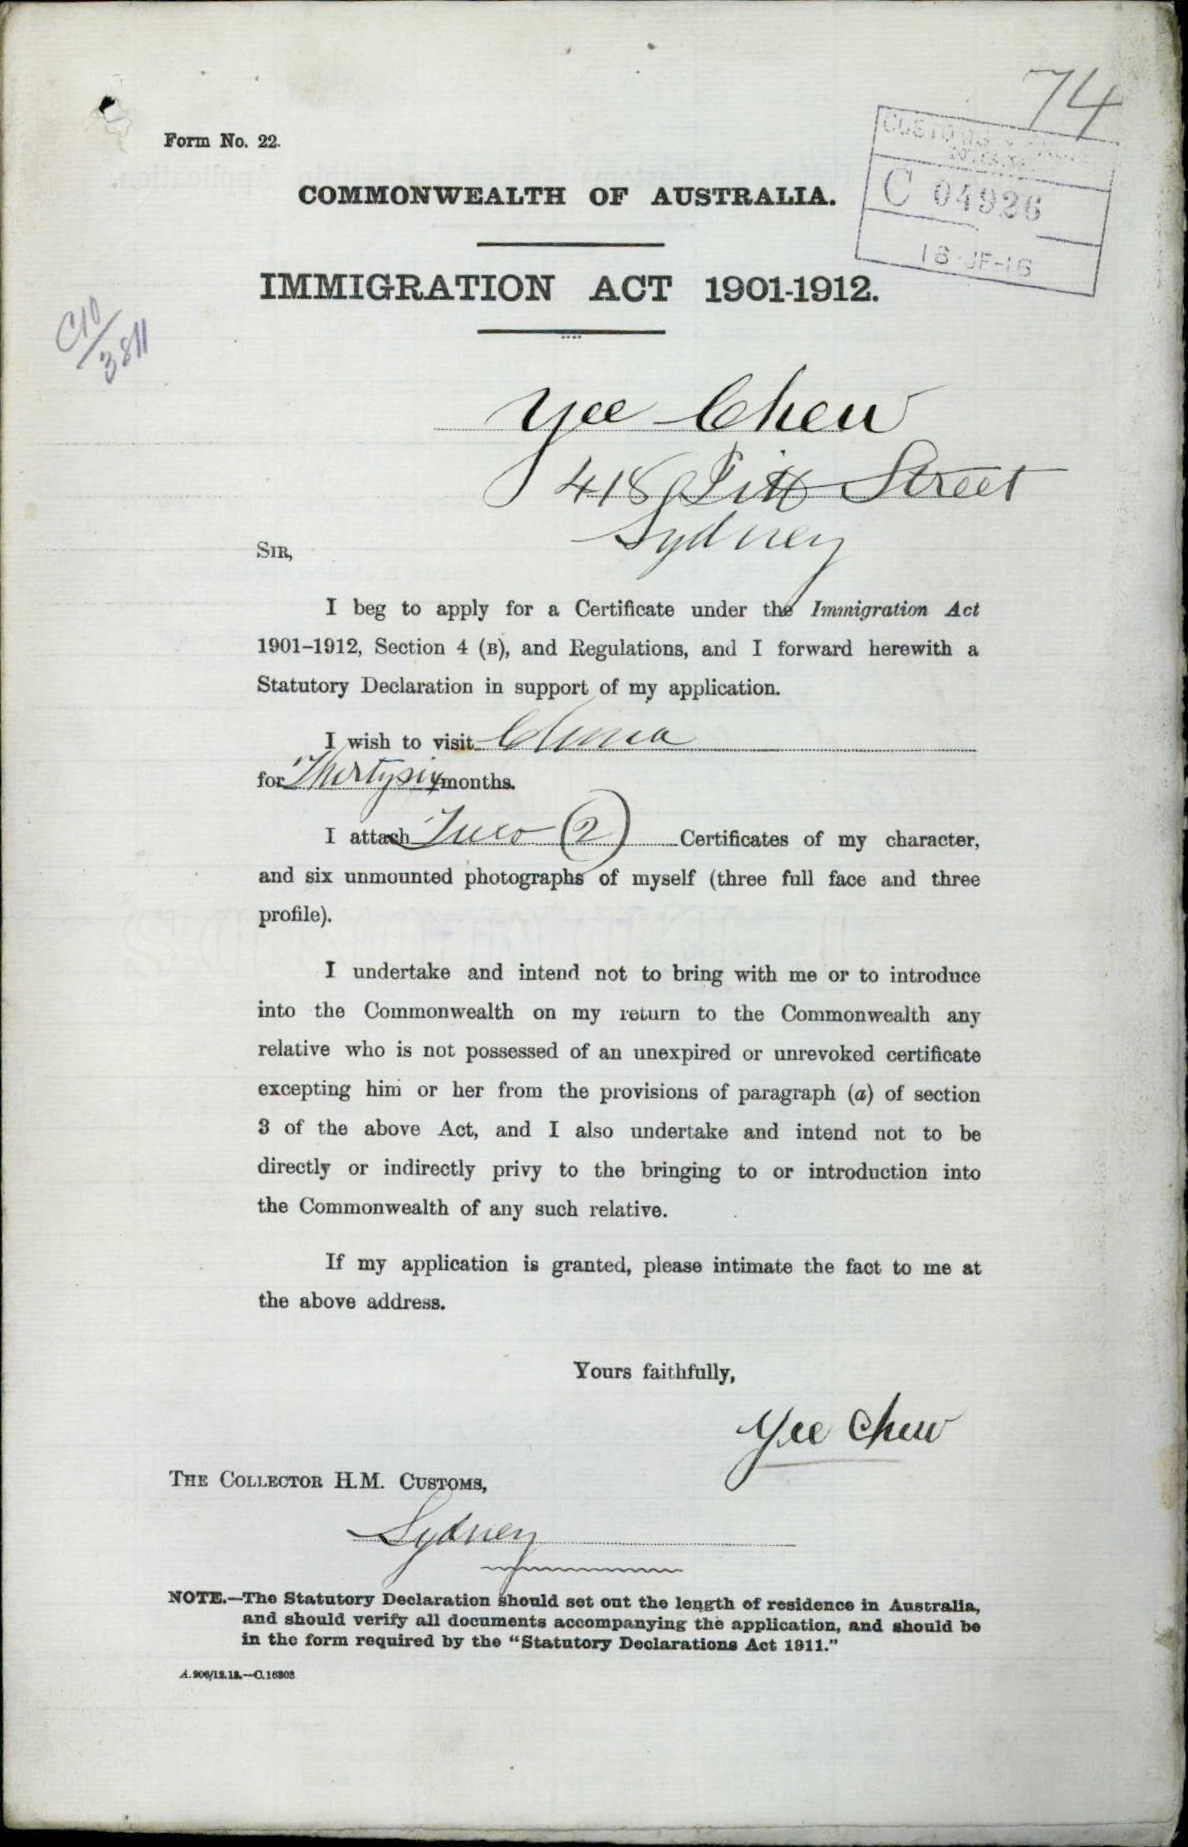 74
Form No. 22.
CUSTOMS
C 04926
COMMONWEALTH OF AUSTRALIA.
IMMIGRATION ACT 1901-1912.
C10/3811
Yee Chew
418 Pitt Street
Sydney
SIR,
I beg to apply for a Certificate under the Immigration Act
1901–1912, Section 4 (B), and Regulations, and I forward herewith a
Statutory Declaration in support of my application.
I wish to visit China
for Thirtysix months.
I attach Two (2) Certificates of my character,
and six unmounted photographs of myself (three full face and three
profile).
I undertake and intend not to bring with me or to introduce
into the Commonwealth on my return to the Commonwealth any
relative who is not possessed of an unexpired or unrevoked certificate
excepting him or her from the provisions of paragraph (a) of section
3 of the above Act, and I also undertake and intend not to be
directly or indirectly privy to the bringing to or introduction into
the Commonwealth of any such relative.
If my application is granted, please intimate the fact to me at
the above address.
Yours faithfully,
Yee Chew
THE COLLECTOR H.M. CUSTOMS,
Sydney
NOTE.—The Statutory Declaration should set out the length of residence in Australia,
and should verify all documents accompanying the application, and should be
in the form required by the “Statutory Declarations Act 1911.”